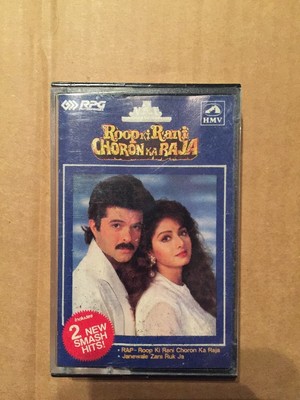 RPG
HMV
Roop Ki Rani
CHORON KA RAJA
Included
2 NEW
SMASH
HITS!
• RAP - Roop Ki Rani Choron Ka Raja
• Janewale Zara Ruk Ja